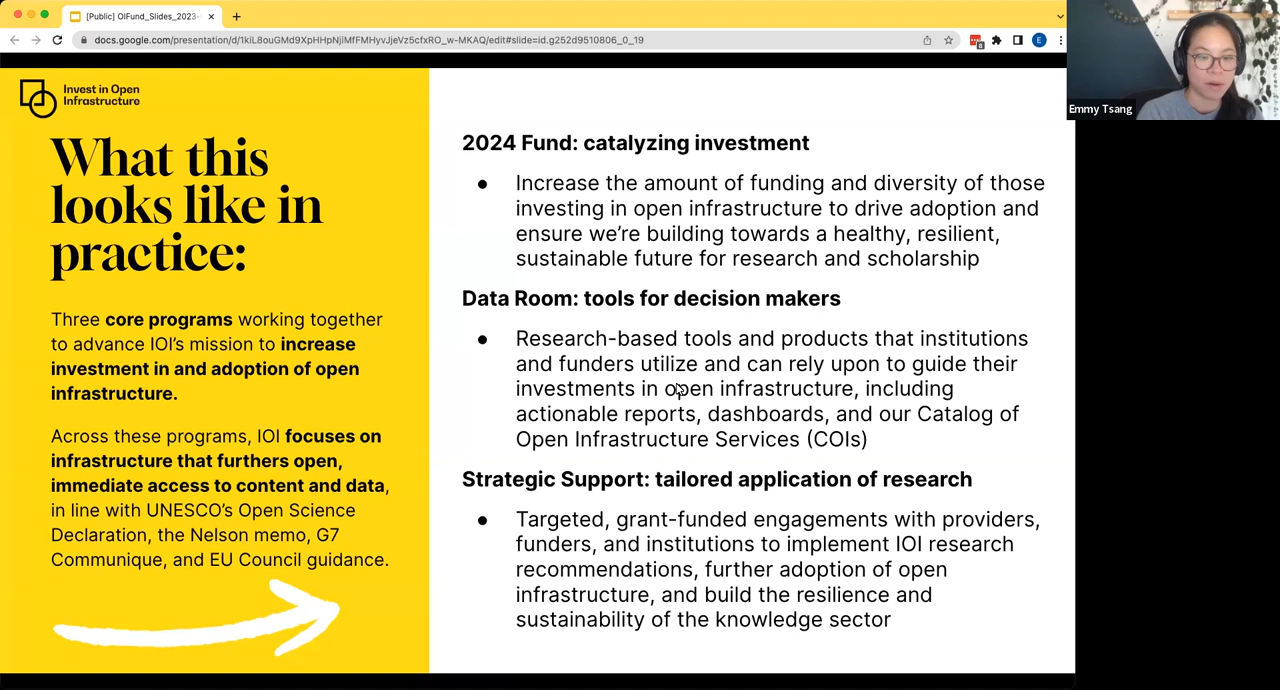 [Public] OIFund_Slides_2023-
docs.google.com/presentation/d/1kiL8ouGMd9XpHHpNjlMfFMHyvJjeVz5cfxRO_w-MKAQ/edit#slide=id.g252d9510806_0_19
E
Emmy Tsang
Invest in Open
Infrastructure
What this
looks like in
practice:
Three core programs working together
to advance IOI's mission to increase
investment in and adoption of open
infrastructure.
Across these programs, IOI focuses on
infrastructure that furthers open,
immediate access to content and data,
in line with UNESCO's Open Science
Declaration, the Nelson memo, G7
Communique, and EU Council guidance.
2024 Fund: catalyzing investment
● Increase the amount of funding and diversity of those
investing in open infrastructure to drive adoption and
ensure we're building towards a healthy, resilient,
sustainable future for research and scholarship
Data Room: tools for decision makers
● Research-based tools and products that institutions
and funders utilize and can rely upon to guide their
investments in open infrastructure, including
actionable reports, dashboards, and our Catalog of
Open Infrastructure Services (COIs)
Strategic Support: tailored application of research
● Targeted, grant-funded engagements with providers,
funders, and institutions to implement IOI research
recommendations, further adoption of open
infrastructure, and build the resilience and
sustainability of the knowledge sector